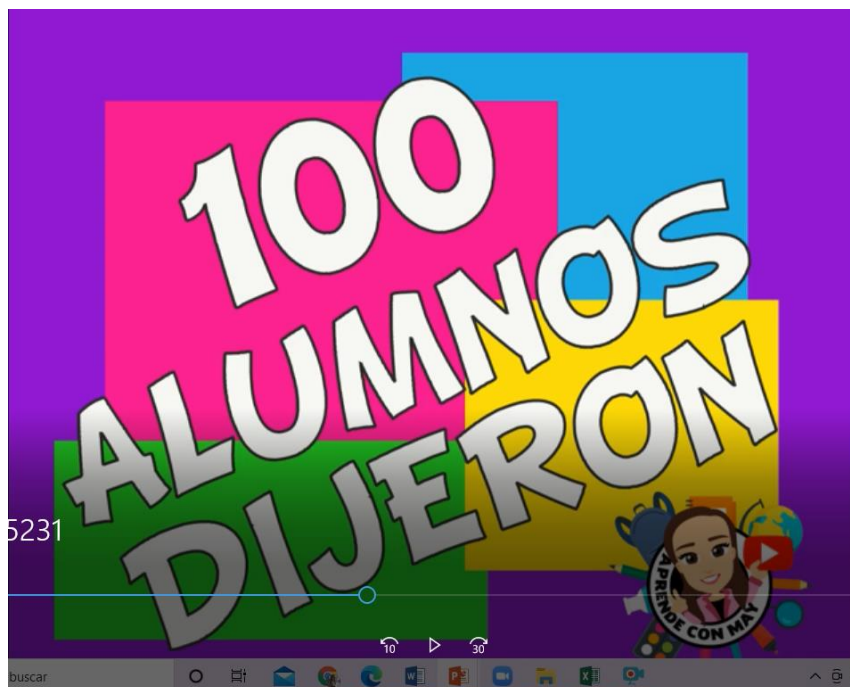 100
ALUMNOS
DIJERON
5231
APRENDE CON MAY
10
30
buscar